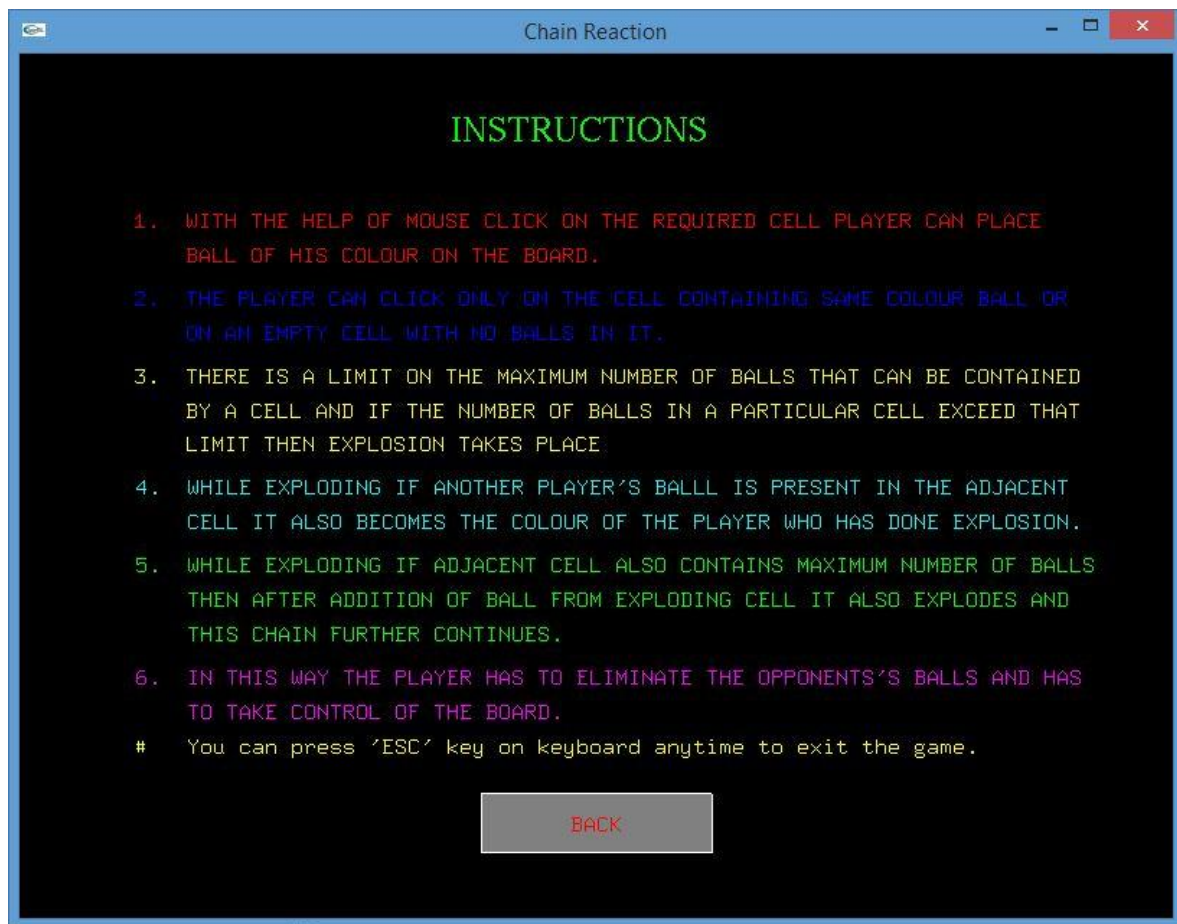 Chain Reaction
INSTRUCTIONS
1. WITH THE HELP OF MOUSE CLICK ON THE REQUIRED CELL PLAYER CAN PLACE
BALL OF HIS COLOUR ON THE BOARD.
2. THE PLAYER CAN CLICK ONLY ON THE CELL CONTAINING SAME COLOUR BALL OR
ON AN EMPTY CELL WITH NO BALLS IN IT.
3. THERE IS A LIMIT ON THE MAXIMUM NUMBER OF BALLS THAT CAN BE CONTAINED
BY A CELL AND IF THE NUMBER OF BALLS IN A PARTICULAR CELL EXCEED THAT
LIMIT THEN EXPLOSION TAKES PLACE
4. WHILE EXPLODING IF ANOTHER PLAYER'S BALLL IS PRESENT IN THE ADJACENT
CELL IT ALSO BECOMES THE COLOUR OF THE PLAYER WHO HAS DONE EXPLOSION.
5. WHILE EXPLODING IF ADJACENT CELL ALSO CONTAINS MAXIMUM NUMBER OF BALLS
THEN AFTER ADDITION OF BALL FROM EXPLODING CELL IT ALSO EXPLODES AND
THIS CHAIN FURTHER CONTINUES.
6. IN THIS WAY THE PLAYER HAS TO ELIMINATE THE OPPONENTS'S BALLS AND HAS
TO TAKE CONTROL OF THE BOARD.
# You can press 'ESC' key on keyboard anytime to exit the game.
BACK